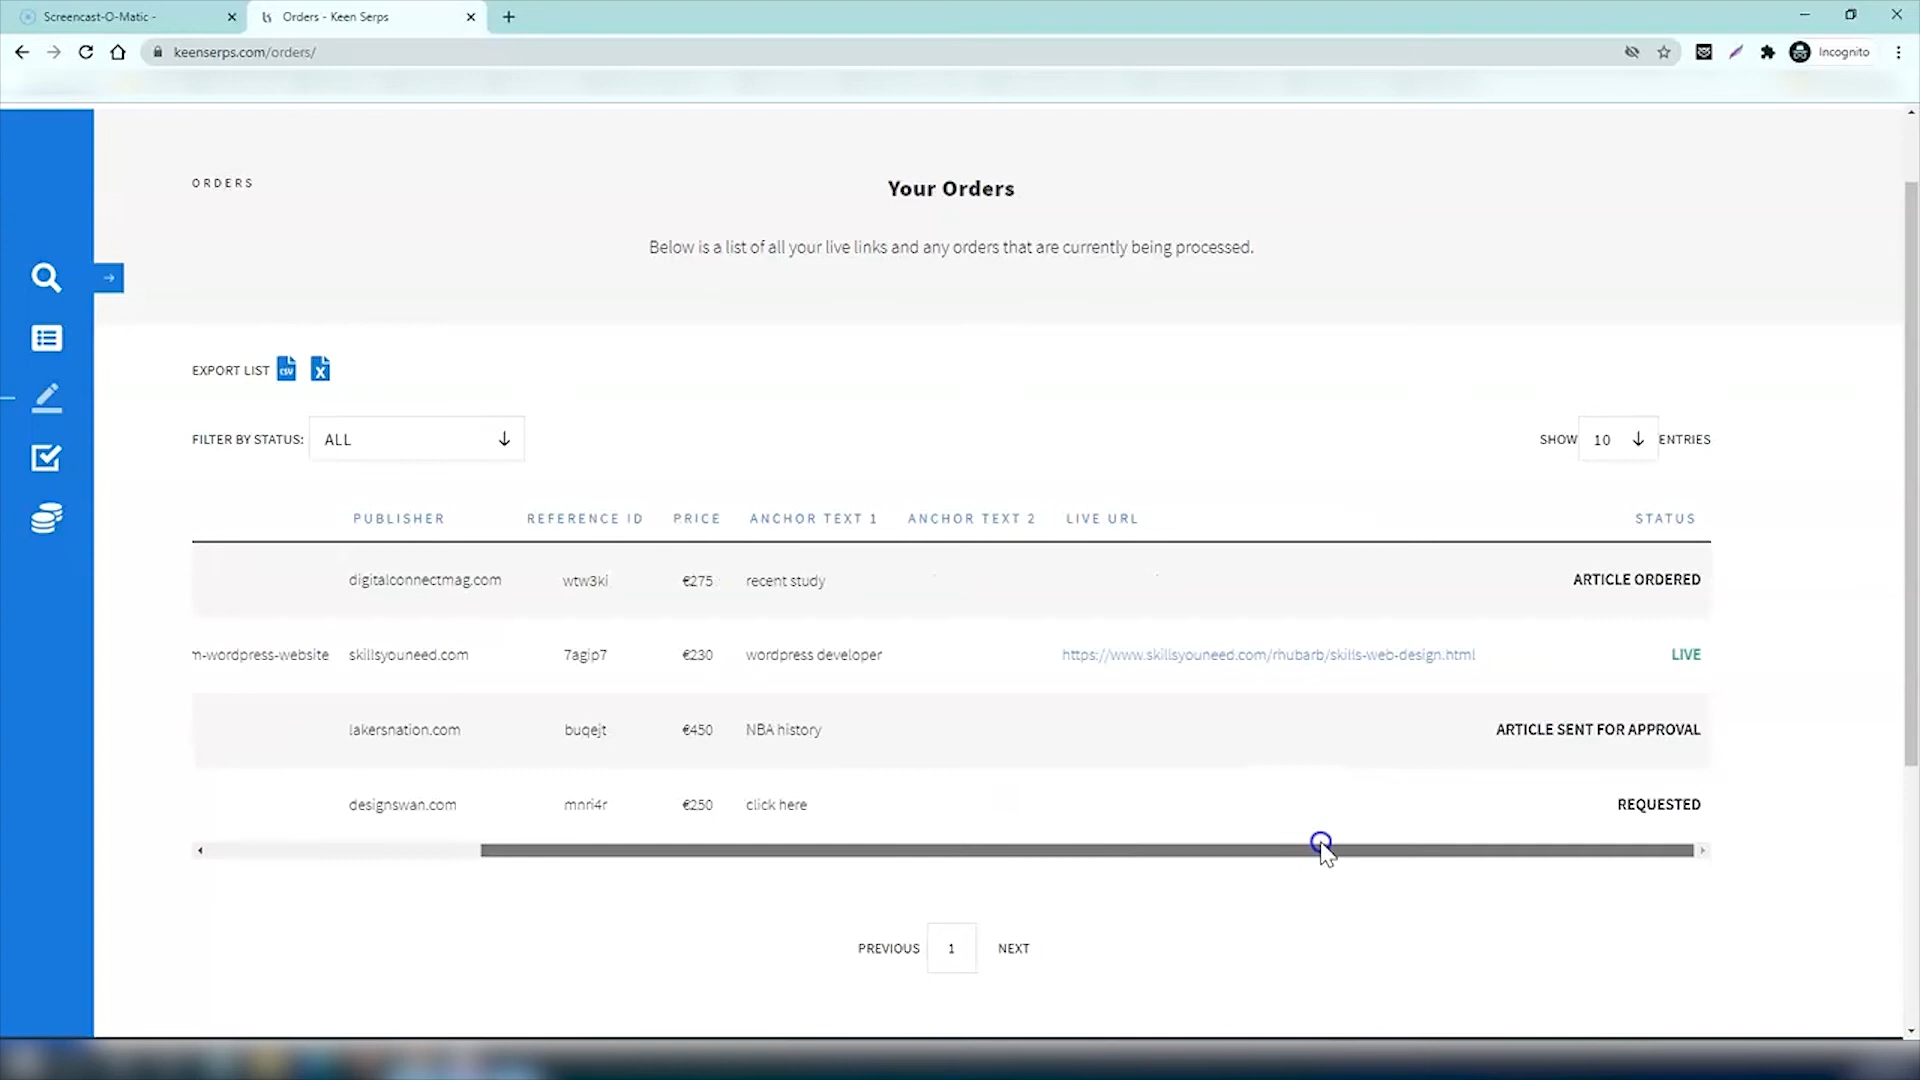 Screencast-O-Matic -
Orders - Keen Serps
keenserps.com/orders/
Incognito
ORDERS
Your Orders
Below is a list of all your live links and any orders that are currently being processed.
EXPORT LIST CSV X
FILTER BY STATUS: ALL
SHOW 10 ENTRIES
PUBLISHER REFERENCE ID PRICE ANCHOR TEXT 1 ANCHOR TEXT 2 LIVE URL STATUS
digitalconnectmag.com wtw3ki €275 recent study ARTICLE ORDERED
n-wordpress-website skillsyouneed.com 7agjp7 €230 wordpress developer https://www.skillsyouneed.com/rhubarb/skills-web-design.html LIVE
lakersnation.com buqejt €450 NBA history ARTICLE SENT FOR APPROVAL
designswan.com mnri4r €250 click here REQUESTED
PREVIOUS 1 NEXT